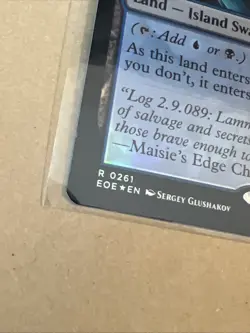 Land — Island Swa
(: Add or .)
As this land enters
you don't, it enters
"Log 2.9.089: Lamm
of salvage and secrets
those brave enough to
—Maisie's Edge Ch
R 0261
EOE★EN Sergey Glushakov